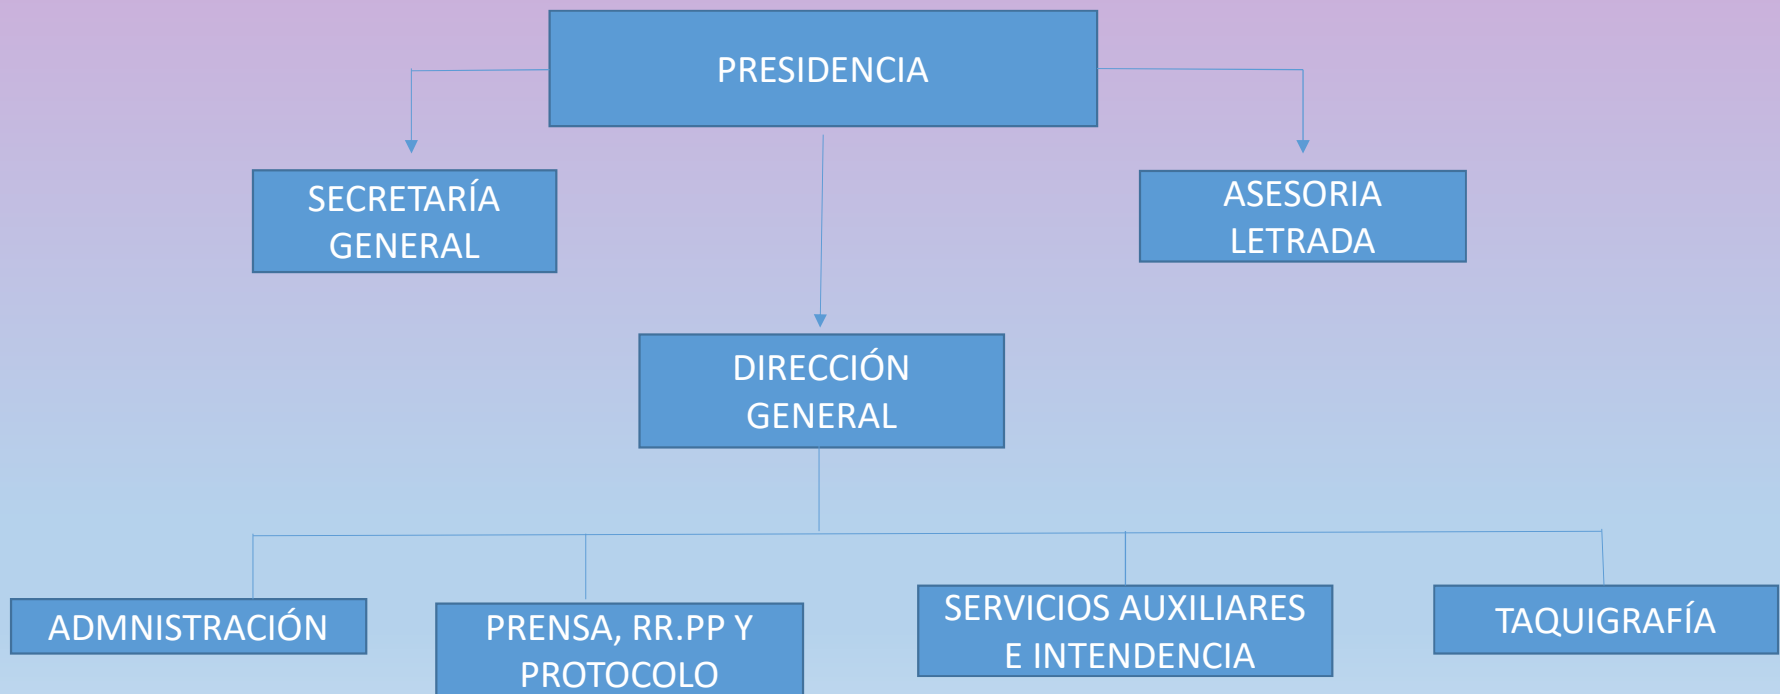 PRESIDENCIA
SECRETARÍA
GENERAL
ASESORIA
LETRADA
DIRECCIÓN
GENERAL
ADMNISTRACIÓN
PRENSA, RR.PP Y
PROTOCOLO
SERVICIOS AUXILIARES
E INTENDENCIA
TAQUIGRAFÍA